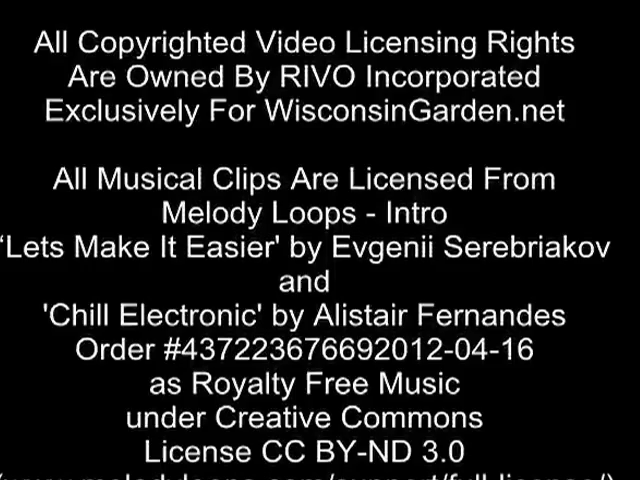 All Copyrighted Video Licensing Rights
Are Owned By RIVO Incorporated
Exclusively For WisconsinGarden.net
All Musical Clips Are Licensed From
Melody Loops - Intro
'Lets Make It Easier' by Evgenii Serebriakov
and
'Chill Electronic' by Alistair Fernandes
Order #437223676692012-04-16
as Royalty Free Music
under Creative Commons
License CC BY-ND 3.0